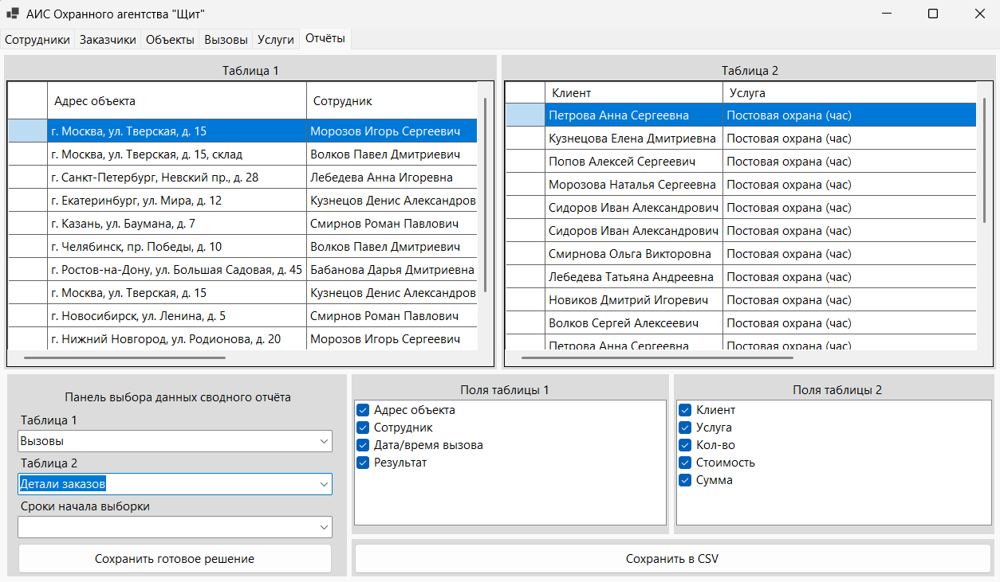 АИС Охранного агентства "Щит"
Сотрудники Заказчики Объекты Вызовы Услуги Отчёты
Таблица 1
Адрес объекта Сотрудник
г. Москва, ул. Тверская, д. 15 Морозов Игорь Сергеевич
г. Москва, ул. Тверская, д. 15, склад Волков Павел Дмитриевич
г. Санкт-Петербург, Невский пр., д. 28 Лебедева Анна Игоревна
г. Екатеринбург, ул. Мира, д. 12 Кузнецов Денис Александров
г. Казань, ул. Баумана, д. 7 Смирнов Роман Павлович
г. Челябинск, пр. Победы, д. 10 Волков Павел Дмитриевич
г. Ростов-на-Дону, ул. Большая Садовая, д. 45 Бабанова Дарья Дмитриевна
г. Москва, ул. Тверская, д. 15 Кузнецов Денис Александров
г. Новосибирск, ул. Ленина, д. 5 Смирнов Роман Павлович
г. Нижний Новгород, ул. Родионова, д. 20 Морозов Игорь Сергеевич
Таблица 2
Клиент Услуга
Петрова Анна Сергеевна Постовая охрана (час)
Кузнецова Елена Дмитриевна Постовая охрана (час)
Попов Алексей Сергеевич Постовая охрана (час)
Морозова Наталья Сергеевна Постовая охрана (час)
Сидоров Иван Александрович Постовая охрана (час)
Сидоров Иван Александрович Постовая охрана (час)
Смирнова Ольга Викторовна Постовая охрана (час)
Лебедева Татьяна Андреевна Постовая охрана (час)
Новиков Дмитрий Игоревич Постовая охрана (час)
Волков Сергей Алексеевич Постовая охрана (час)
Петрова Анна Сергеевна Постовая охрана (час)
Панель выбора данных сводного отчёта
Таблица 1
Вызовы
Таблица 2
Детали заказов
Сроки начала выборки
Сохранить готовое решение
Поля таблицы 1
Адрес объекта
Сотрудник
Дата/время вызова
Результат
Поля таблицы 2
Клиент
Услуга
Кол-во
Стоимость
Сумма
Сохранить в CSV